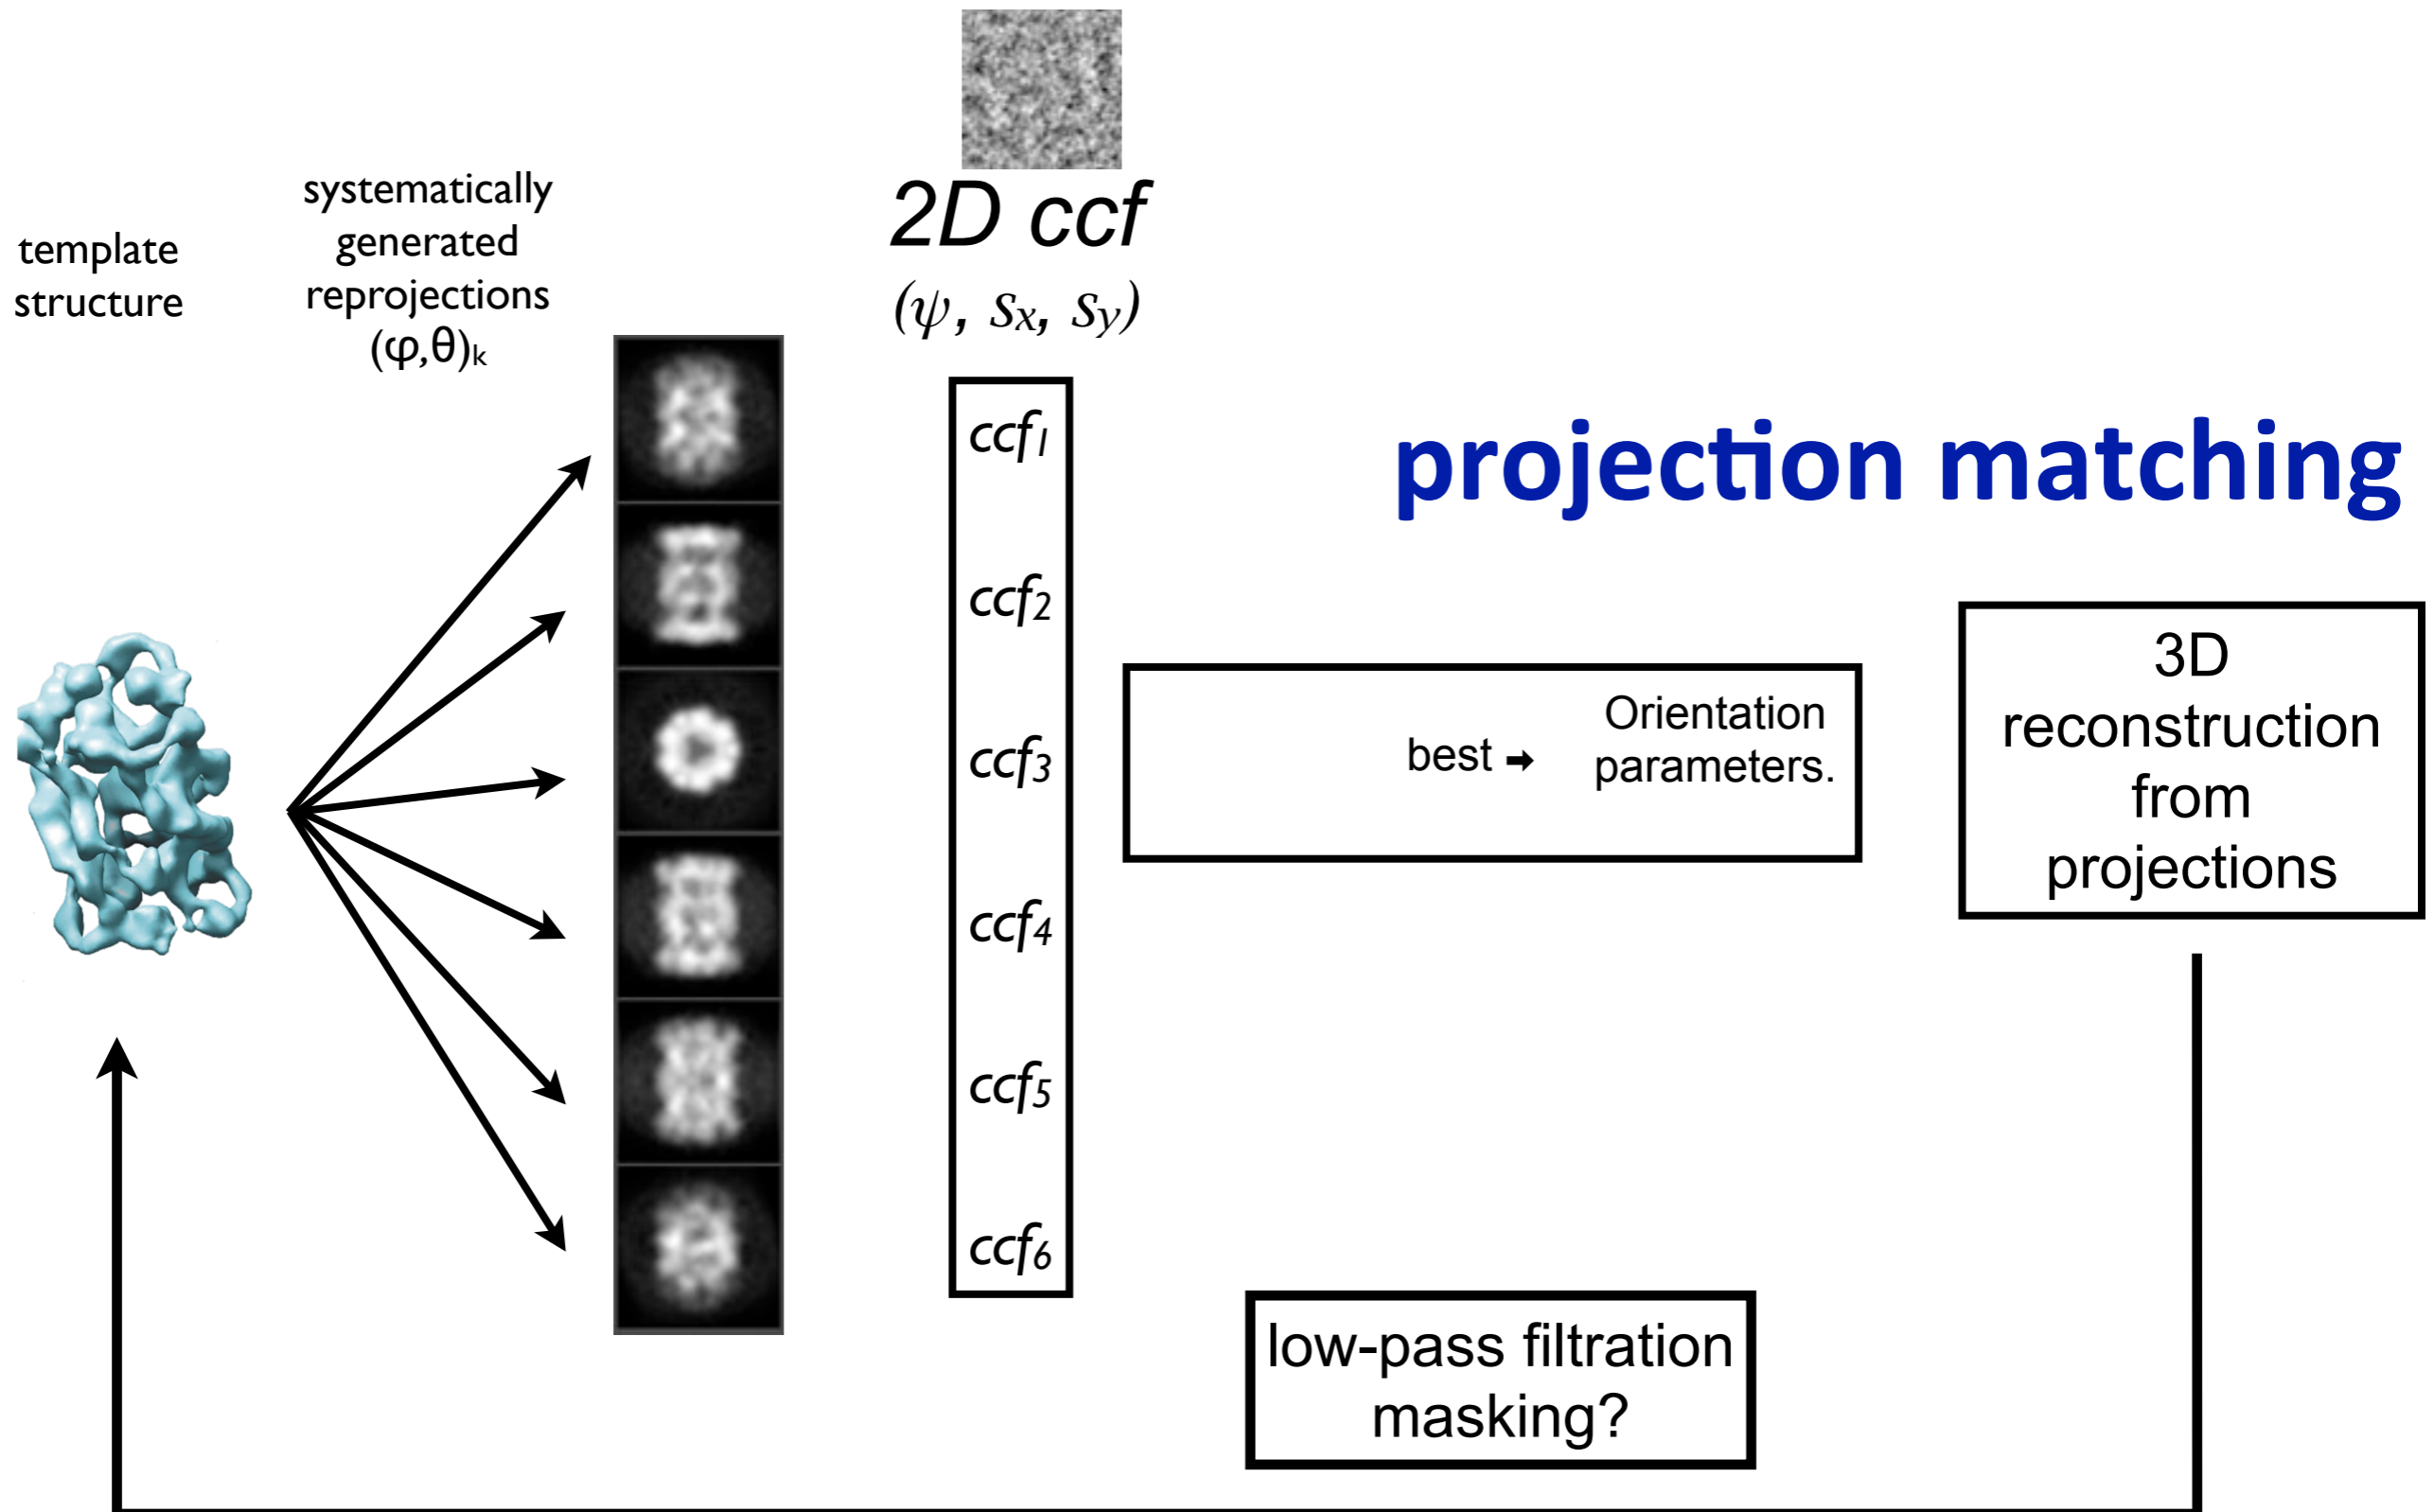 template
structure
systematically
generated
reprojections
(φ,θ)k
2D ccf
(ψ, sx, sy)
ccf1
ccf2
ccf3
ccf4
ccf5
ccf6
projection matching
best ➡
Orientation
parameters.
3D
reconstruction
from
projections
low-pass filtration
masking?